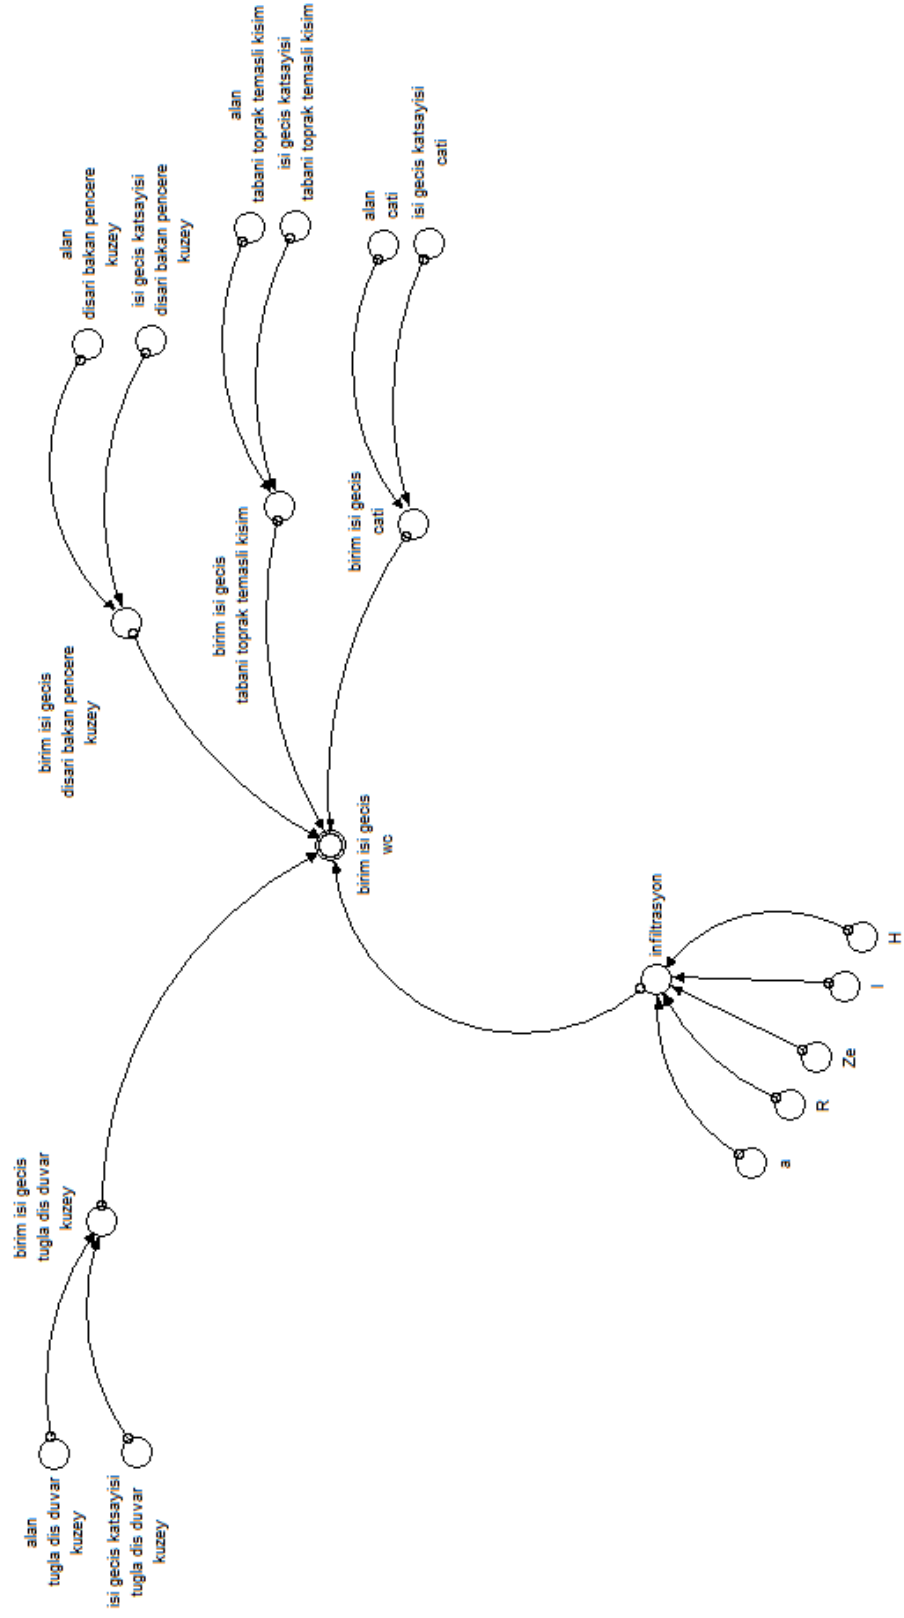 alan
tugla dis duvar
kuzey
isi gecis katsayisi
tugla dis duvar
kuzey
birim isi gecis
tugla dis duvar
kuzey
birim isi gecis
disari bakan pencere
kuzey
alan
disari bakan pencere
kuzey
isi gecis katsayisi
disari bakan pencere
kuzey
birim isi gecis
tabani toprak temasli kisim
alan
tabani toprak temasli kisim
isi gecis katsayisi
tabani toprak temasli kisim
birim isi gecis
cati
alan
cati
isi gecis katsayisi
cati
birim isi gecis
wc
infiltrasyon
a
R
Ze
I
H